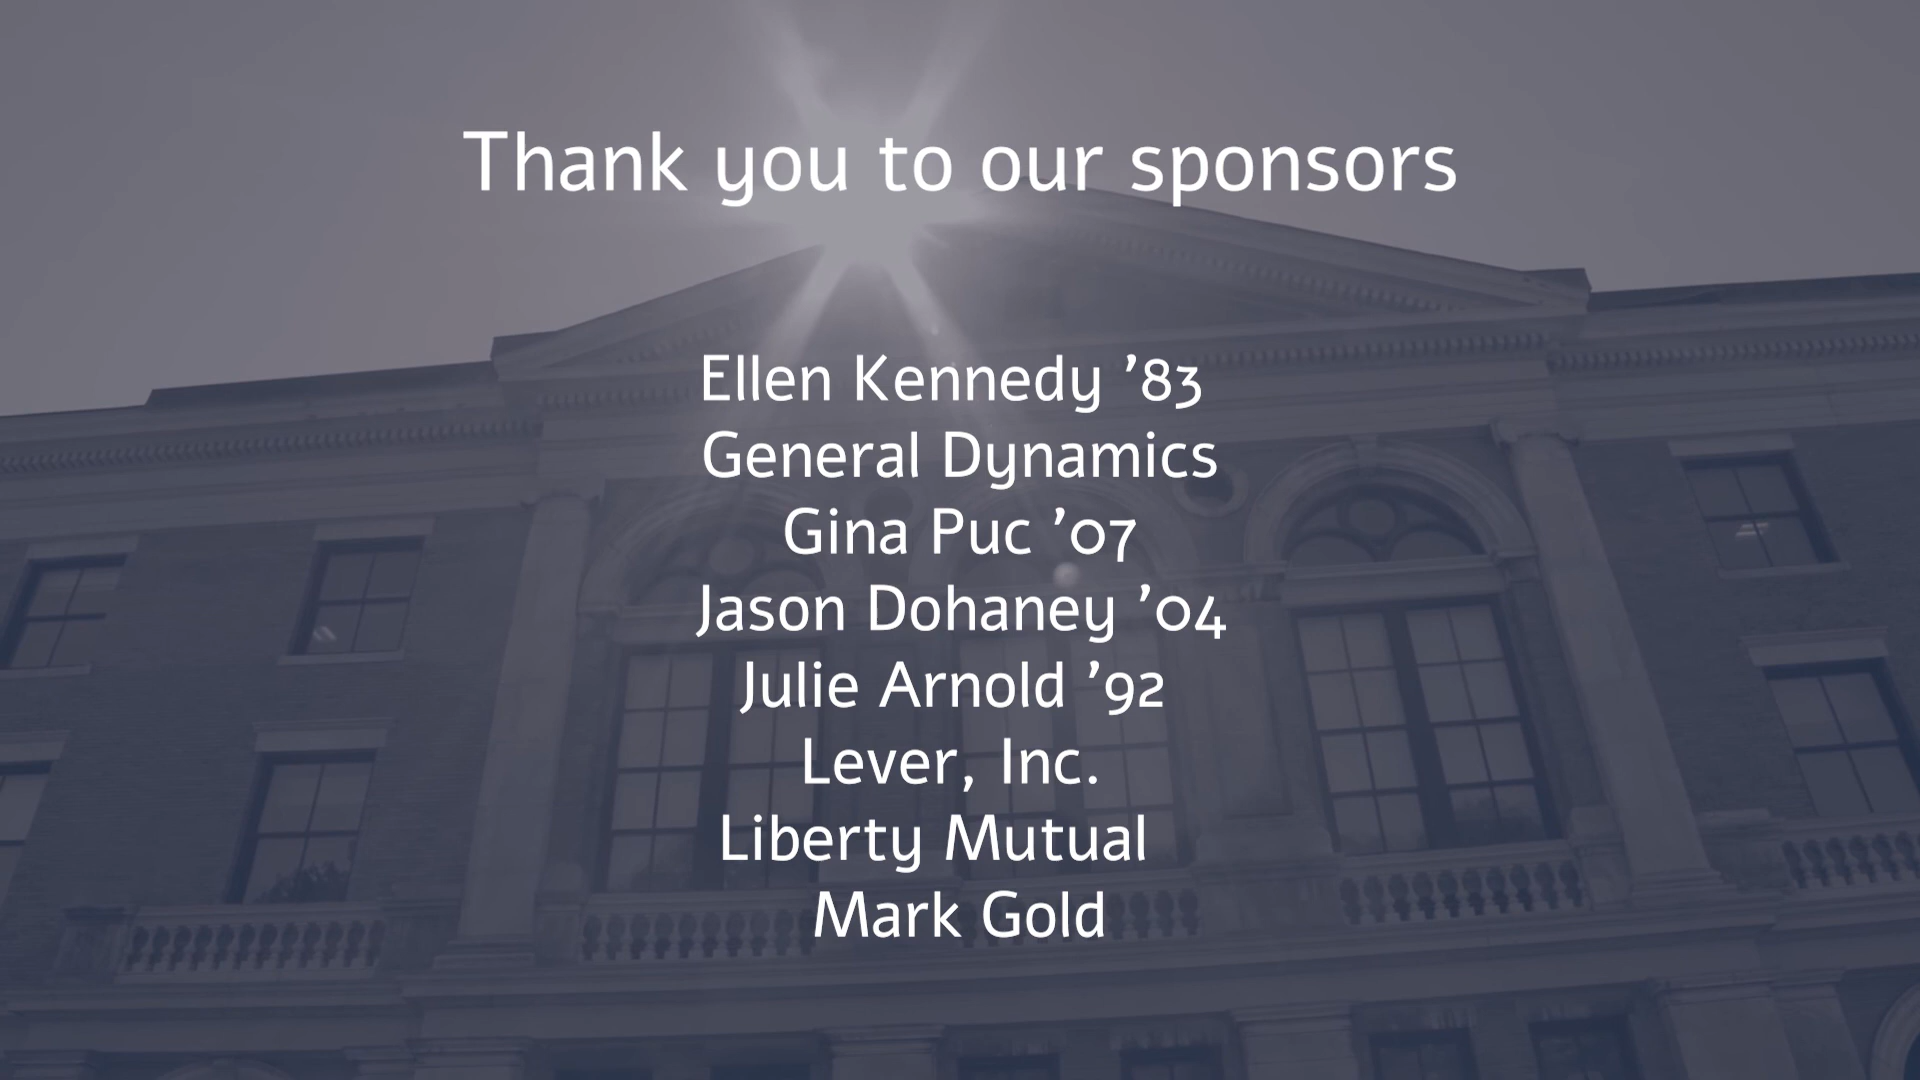 Thank you to our sponsors
Ellen Kennedy ’83
General Dynamics
Gina Puc ’07
Jason Dohaney ’04
Julie Arnold ’92
Lever, Inc.
Liberty Mutual
Mark Gold